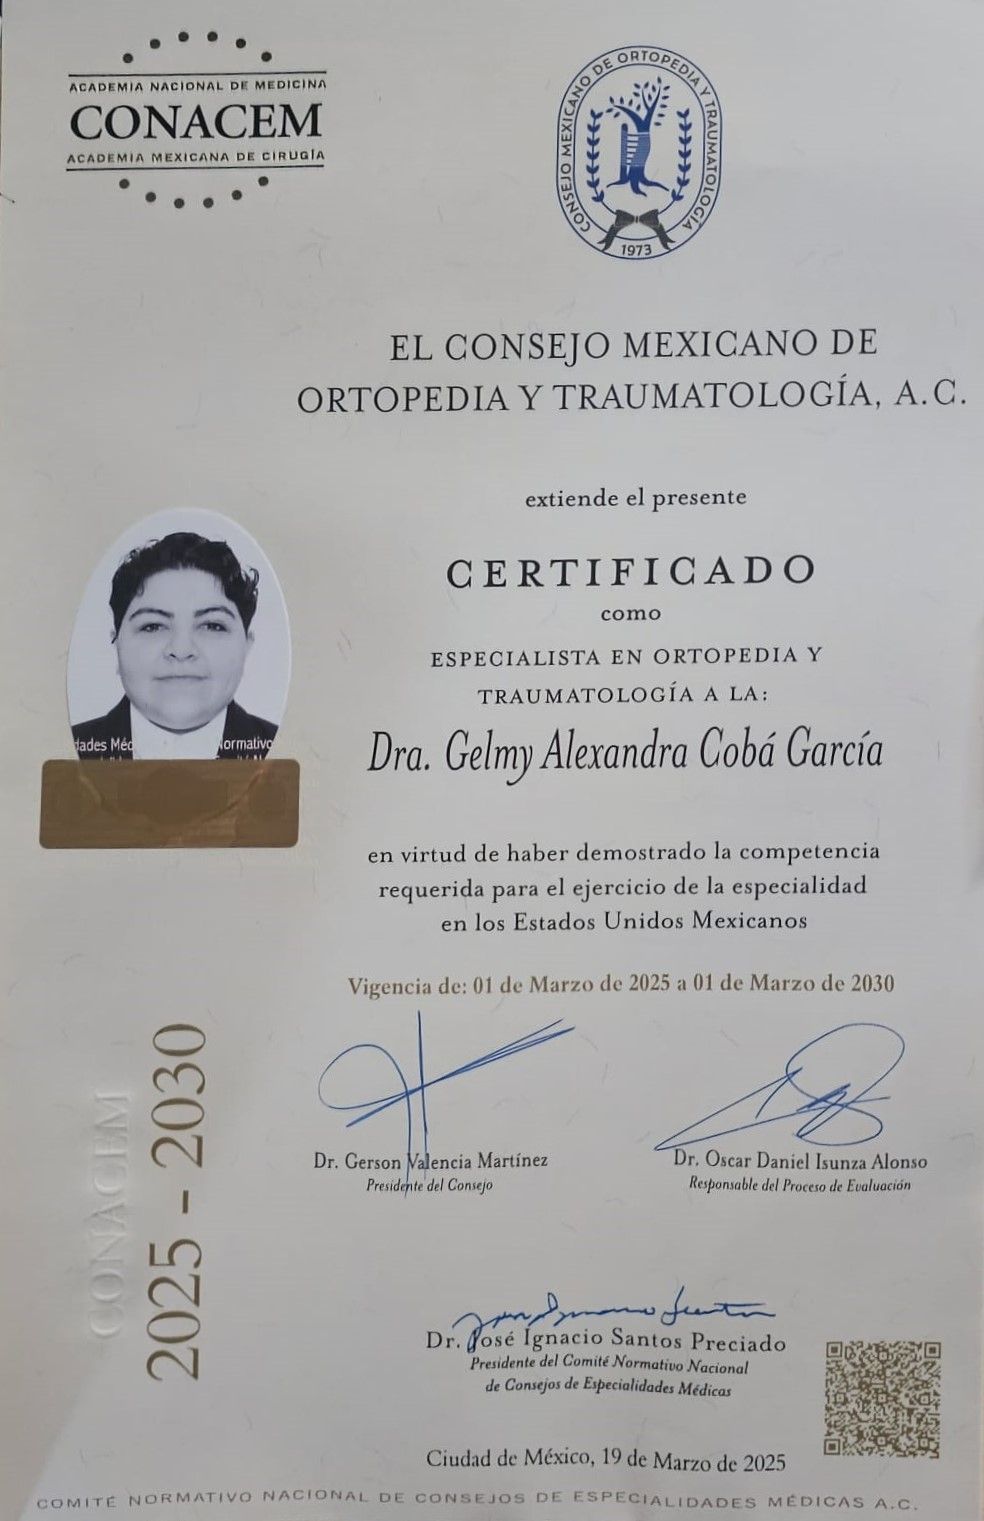 ACADEMIA NACIONAL DE MEDICINA
CONACEM
ACADEMIA MEXICANA DE CIRUGÍA
CONSEJO MEXICANO DE ORTOPEDIA Y TRAUMATOLOGÍA
1973
EL CONSEJO MEXICANO DE
ORTOPEDIA Y TRAUMATOLOGÍA, A.C.
extiende el presente
CERTIFICADO
como
ESPECIALISTA EN ORTOPEDIA Y
TRAUMATOLOGÍA A LA:
Dra. Gelmy Alexandra Cobá García
dades Méd
Normativo
en virtud de haber demostrado la competencia
requerida para el ejercicio de la especialidad
en los Estados Unidos Mexicanos
Vigencia de: 01 de Marzo de 2025 a 01 de Marzo de 2030
CONACEM
2025 - 2030
Dr. Gerson Valencia Martínez
Presidente del Consejo
Dr. Oscar Daniel Isunza Alonso
Responsable del Proceso de Evaluación
Dr. José Ignacio Santos Preciado
Presidente del Comité Normativo Nacional
de Consejos de Especialidades Médicas
Ciudad de México, 19 de Marzo de 2025
COMITÉ NORMATIVO NACIONAL DE CONSEJOS DE ESPECIALIDADES MÉDICAS A.C.